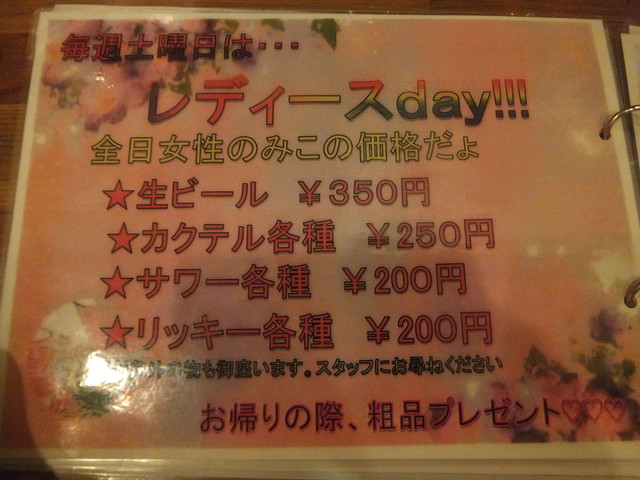 毎週土曜日は・・・
レディースday!!!
全日女性のみこの価格だょ
★生ビール ￥350円
★カクテル各種 ￥250円
★サワー各種 ￥200円
★リッキー各種 ￥200円
物も御座います。スタッフにお尋ねください
お帰りの際、粗品プレゼント♡♡♡